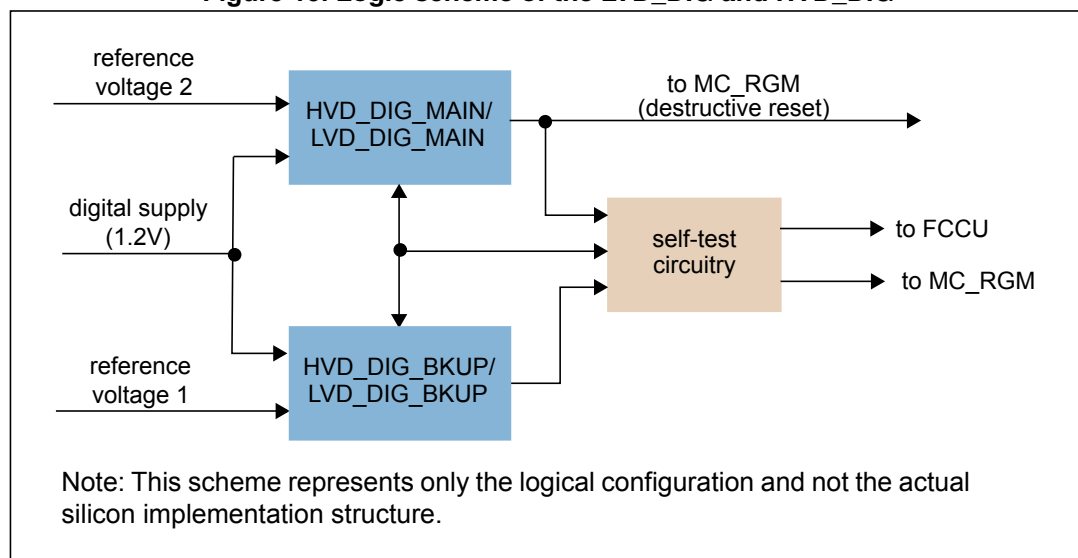 reference
voltage 2
HVD_DIG_MAIN/
LVD_DIG_MAIN
to MC_RGM
(destructive reset)
digital supply
(1.2V)
self-test
circuitry
to FCCU
to MC_RGM
reference
voltage 1
HVD_DIG_BKUP/
LVD_DIG_BKUP
Note: This scheme represents only the logical configuration and not the actual
silicon implementation structure.